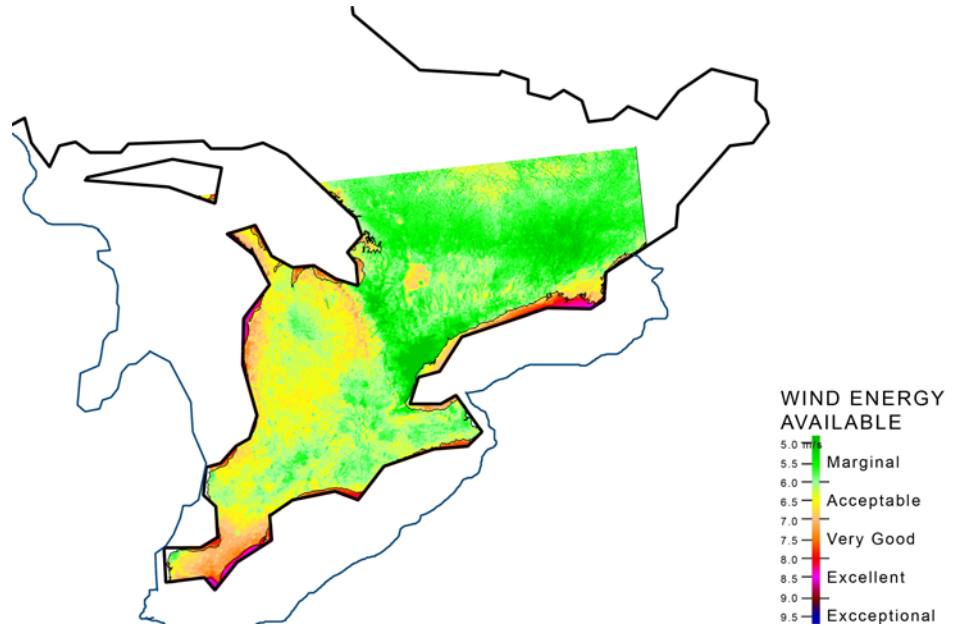 WIND ENERGY
AVAILABLE
5.0 m/s
5.5 Marginal
6.0
6.5 Acceptable
7.0
7.5 Very Good
8.0
8.5 Excellent
9.0
9.5 Excceptional